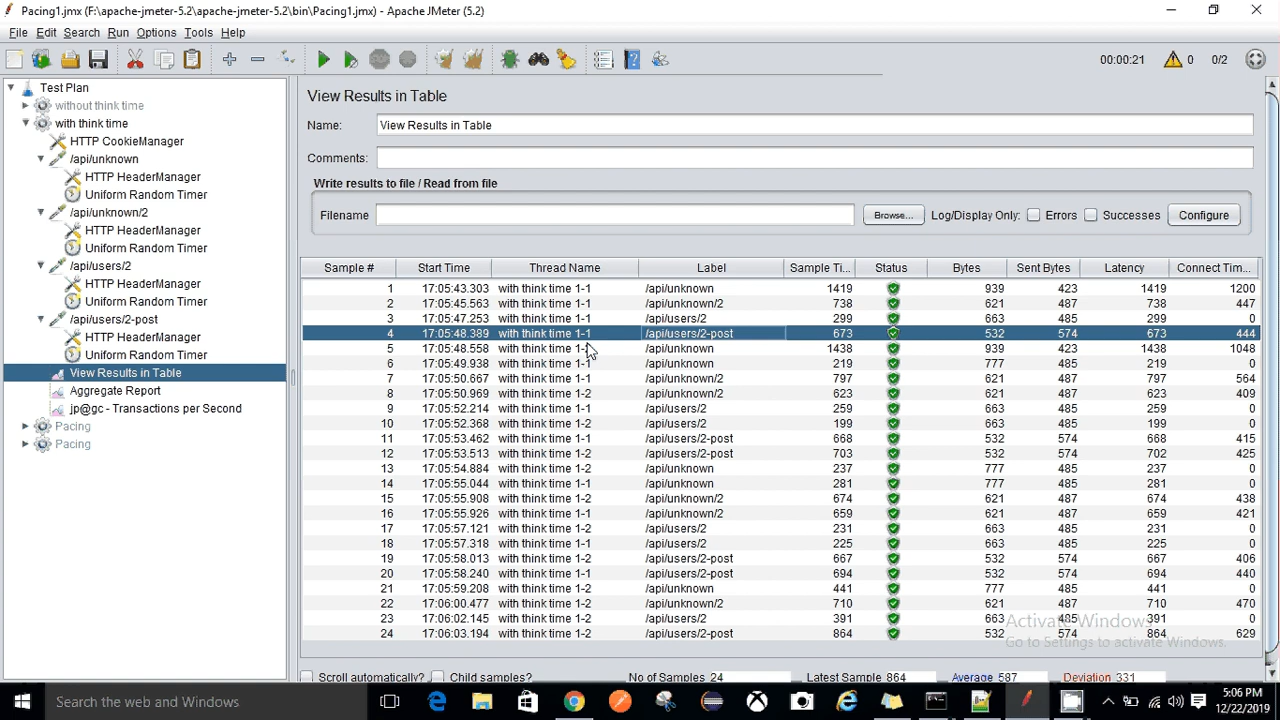 Pacing1.jmx (F:\apache-jmeter-5.2\apache-jmeter-5.2\bin\Pacing1.jmx) - Apache JMeter (5.2)
File Edit Search Run Options Tools Help
00:00:21 0 0/2
Test Plan
without think time
with think time
HTTP CookieManager
/api/unknown
HTTP HeaderManager
Uniform Random Timer
/api/unknown/2
HTTP HeaderManager
Uniform Random Timer
/api/users/2
HTTP HeaderManager
Uniform Random Timer
/api/users/2-post
HTTP HeaderManager
Uniform Random Timer
View Results in Table
Aggregate Report
jp@gc - Transactions per Second
Pacing
Pacing
View Results in Table
Name: View Results in Table
Comments:
Write results to file / Read from file
Filename Browse... Log/Display Only: Errors Successes Configure
Sample # Start Time Thread Name Label Sample Ti... Status Bytes Sent Bytes Latency Connect Tim...
1 17:05:43.303 with think time 1-1 /api/unknown 1419 939 423 1419 1200
2 17:05:45.563 with think time 1-1 /api/unknown/2 738 621 487 738 447
3 17:05:47.253 with think time 1-1 /api/users/2 299 663 485 299 0
4 17:05:48.389 with think time 1-1 /api/users/2-post 673 532 574 673 444
5 17:05:48.558 with think time 1- /api/unknown 1438 939 423 1438 1048
6 17:05:49.938 with think time 1-1 /api/unknown 219 777 485 219 0
7 17:05:50.667 with think time 1-1 /api/unknown/2 797 621 487 797 564
8 17:05:50.969 with think time 1-2 /api/unknown/2 623 621 487 623 409
9 17:05:52.214 with think time 1-1 /api/users/2 259 663 485 259 0
10 17:05:52.368 with think time 1-2 /api/users/2 199 663 485 199 0
11 17:05:53.462 with think time 1-1 /api/users/2-post 668 532 574 668 415
12 17:05:53.513 with think time 1-2 /api/users/2-post 703 532 574 702 425
13 17:05:54.884 with think time 1-1 /api/unknown 237 777 485 237 0
14 17:05:55.044 with think time 1-2 /api/unknown 281 777 485 281 0
15 17:05:55.908 with think time 1-2 /api/unknown/2 674 621 487 674 438
16 17:05:55.926 with think time 1-1 /api/unknown/2 659 621 487 659 421
17 17:05:57.121 with think time 1-2 /api/users/2 231 663 485 231 0
18 17:05:57.318 with think time 1-1 /api/users/2 225 663 485 225 0
19 17:05:58.013 with think time 1-2 /api/users/2-post 667 532 574 667 406
20 17:05:58.240 with think time 1-1 /api/users/2-post 694 532 574 694 440
21 17:05:59.208 with think time 1-2 /api/unknown 441 777 485 441 0
22 17:06:00.477 with think time 1-2 /api/unknown/2 710 621 487 710 470
23 17:06:02.145 with think time 1-2 /api/users/2 391 663 485 391 0
24 17:06:03.194 with think time 1-2 /api/users/2-post 864 532 574 864 629
Activate Windows
Go to Settings to activate Windows.
Scroll automatically? Child samples? No of Samples 24 Latest Sample 864 Average 587 Deviation 331
Search the web and Windows
5:06 PM
12/22/2019